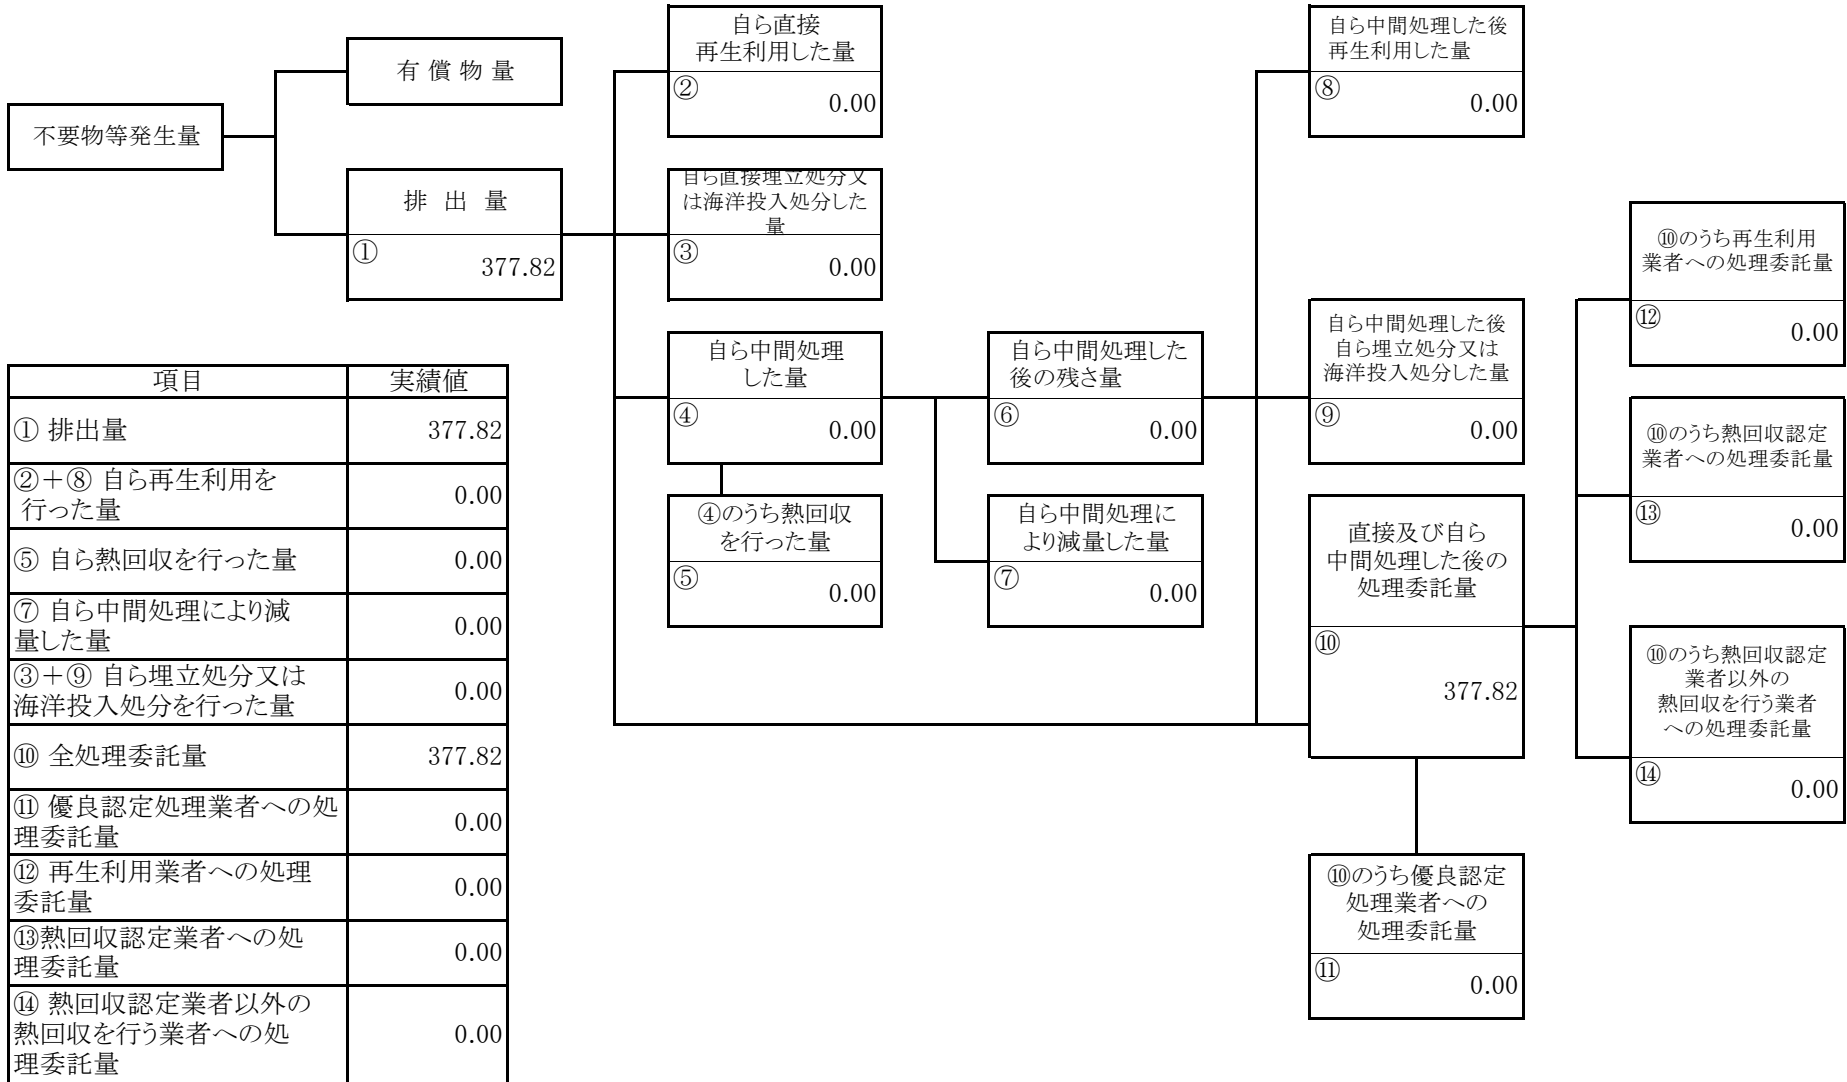 不要物等発生量
有 償 物 量
排 出 量
①
377.82
自ら直接
再生利用した量
②
0.00
自ら直接埋立処分又
は海洋投入処分した
量
③
0.00
自ら中間処理
した量
④
0.00
④のうち熱回収
を行った量
⑤
0.00
自ら中間処理した
後の残さ量
⑥
0.00
自ら中間処理に
より減量した量
⑦
0.00
自ら中間処理した後
再生利用した量
⑧
0.00
自ら中間処理した後
自ら埋立処分又は
海洋投入処分した量
⑨
0.00
直接及び自ら
中間処理した後の
処理委託量
⑩
377.82
⑩のうち優良認定
処理業者への
処理委託量
⑪
0.00
⑩のうち再生利用
業者への処理委託量
⑫
0.00
⑩のうち熱回収認定
業者への処理委託量
⑬
0.00
⑩のうち熱回収認定
業者以外の
熱回収を行う業者
への処理委託量
⑭
0.00
項目 実績値
① 排出量 377.82
②+⑧ 自ら再生利用を
行った量 0.00
⑤ 自ら熱回収を行った量 0.00
⑦ 自ら中間処理により減
量した量 0.00
③+⑨ 自ら埋立処分又は
海洋投入処分を行った量 0.00
⑩ 全処理委託量 377.82
⑪ 優良認定処理業者への処
理委託量 0.00
⑫ 再生利用業者への処理
委託量 0.00
⑬熱回収認定業者への処
理委託量 0.00
⑭ 熱回収認定業者以外の
熱回収を行う業者への処
理委託量 0.00